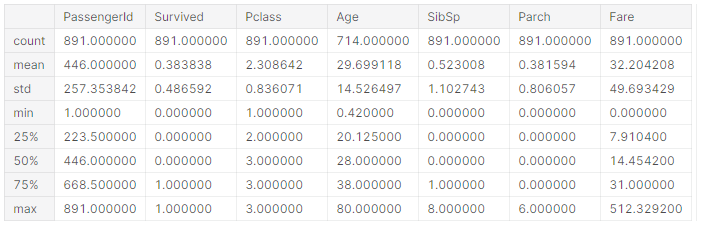 PassengerId Survived Pclass Age SibSp Parch Fare
count 891.000000 891.000000 891.000000 714.000000 891.000000 891.000000 891.000000
mean 446.000000 0.383838 2.308642 29.699118 0.523008 0.381594 32.204208
std 257.353842 0.486592 0.836071 14.526497 1.102743 0.806057 49.693429
min 1.000000 0.000000 1.000000 0.420000 0.000000 0.000000 0.000000
25% 223.500000 0.000000 2.000000 20.125000 0.000000 0.000000 7.910400
50% 446.000000 0.000000 3.000000 28.000000 0.000000 0.000000 14.454200
75% 668.500000 1.000000 3.000000 38.000000 1.000000 0.000000 31.000000
max 891.000000 1.000000 3.000000 80.000000 8.000000 6.000000 512.329200